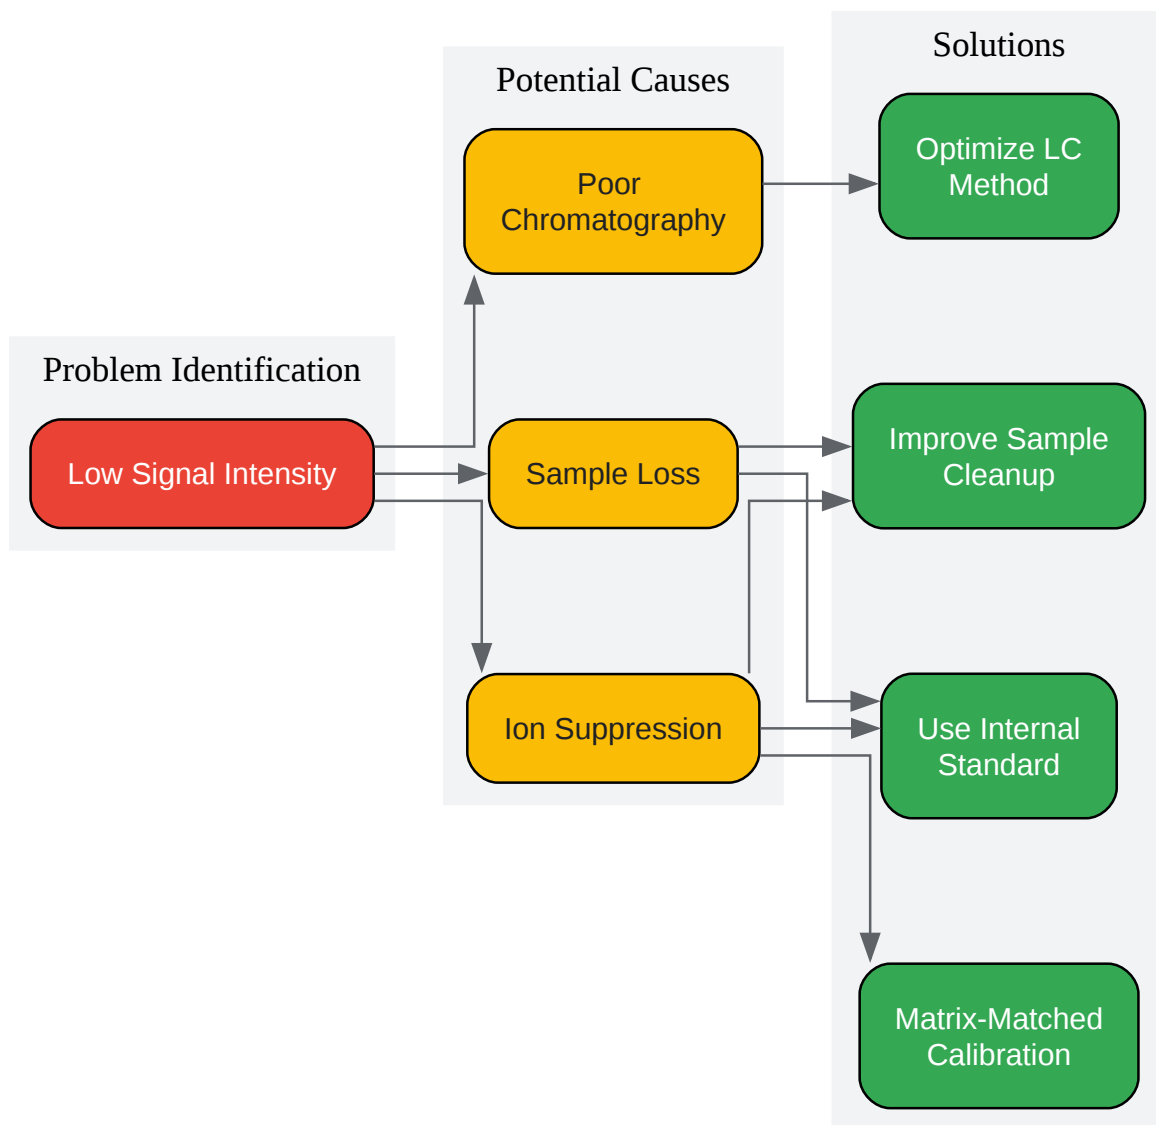 Problem Identification
Low Signal Intensity
Potential Causes
Poor
Chromatography
Sample Loss
Ion Suppression
Solutions
Optimize LC
Method
Improve Sample
Cleanup
Use Internal
Standard
Matrix-Matched
Calibration